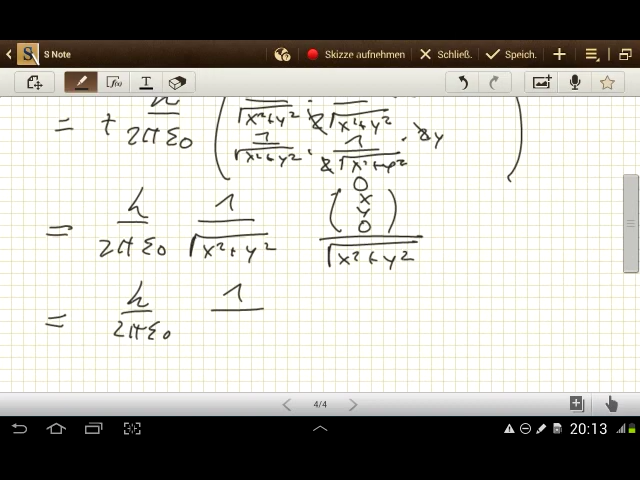 S Note
Skizze aufnehmen
Schließ.
Speich.
= + λ/2πε0 ( 1/√x²+y² · 1/2√x²+y² · 2y
0 )
= λ/2πε0 1/√x²+y² (x y 0)/√x²+y²
= λ/2πε0 1
4/4
20:13